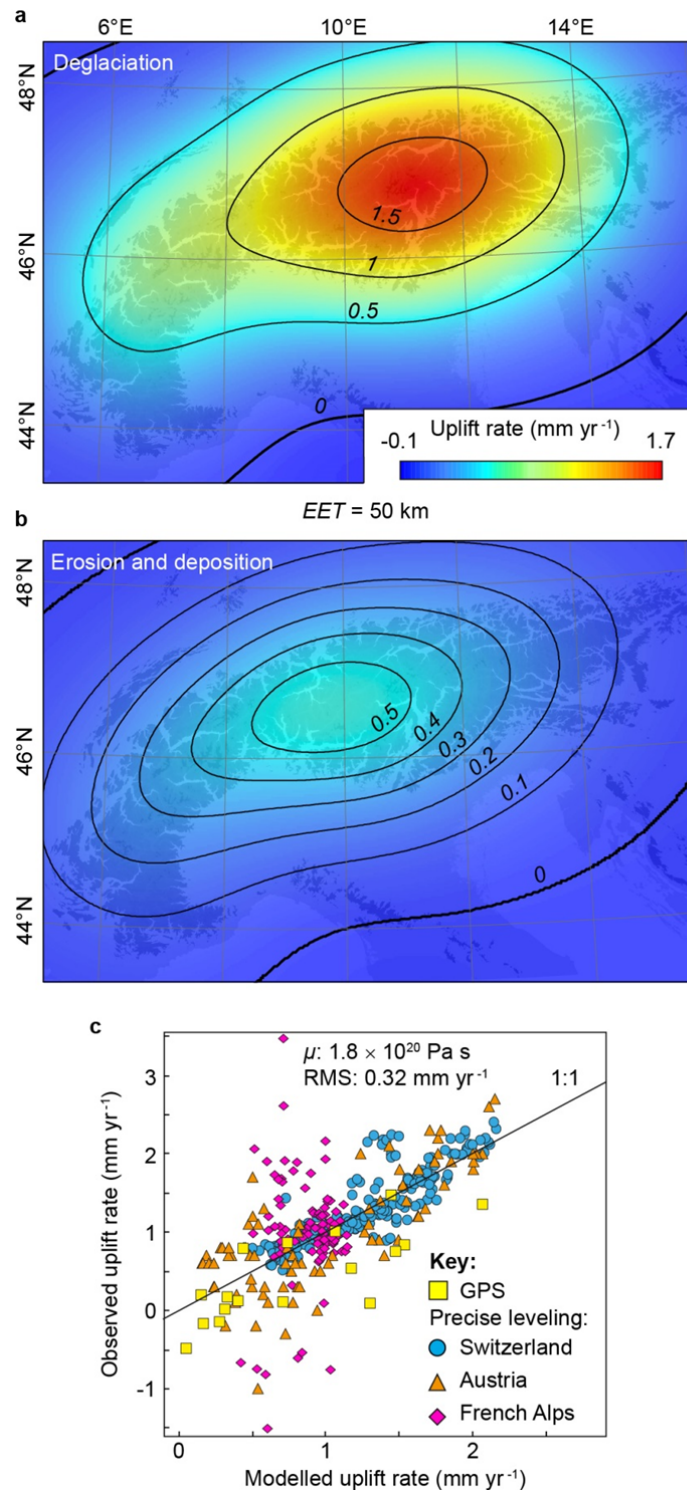 a
6°E 10°E 14°E
Deglaciation
48°N
46°N
44°N
1.5
1
0.5
0
Uplift rate (mm yr-1)
-0.1 1.7
EET = 50 km
b
Erosion and deposition
48°N
46°N
44°N
0.5
0.4
0.3
0.2
0.1
0
c
μ: 1.8 × 10²⁰ Pa s
RMS: 0.32 mm yr-1
1:1
Observed uplift rate (mm yr-1)
3
2
1
0
-1
Key:
GPS
Precise leveling:
Switzerland
Austria
French Alps
0 1 2
Modelled uplift rate (mm yr-1)